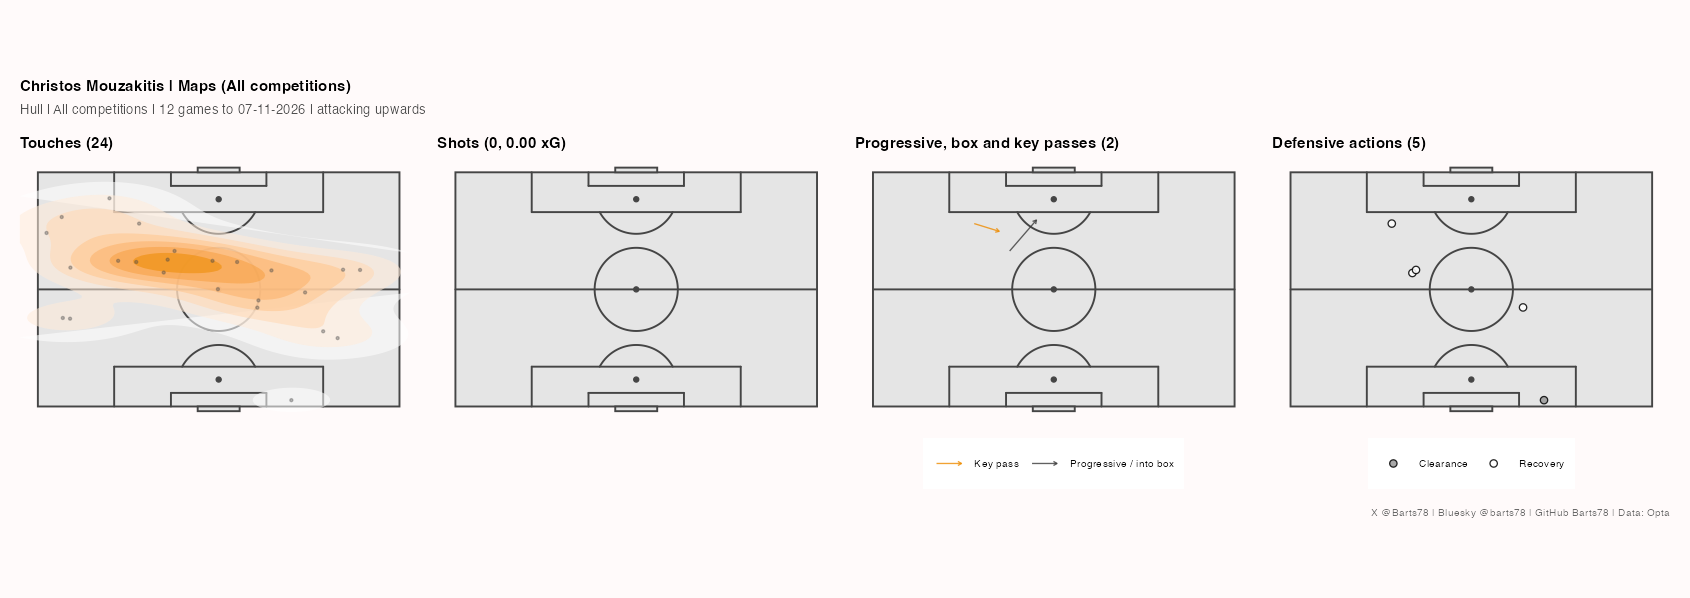 Christos Mouzakitis | Maps (All competitions)
Hull | All competitions | 12 games to 07-11-2026 | attacking upwards
Touches (24)
Shots (0, 0.00 xG)
Progressive, box and key passes (2)
Defensive actions (5)
Key pass
Progressive / into box
Clearance
Recovery
X @Barts78 | Bluesky @barts78 | GitHub Barts78 | Data: Opta